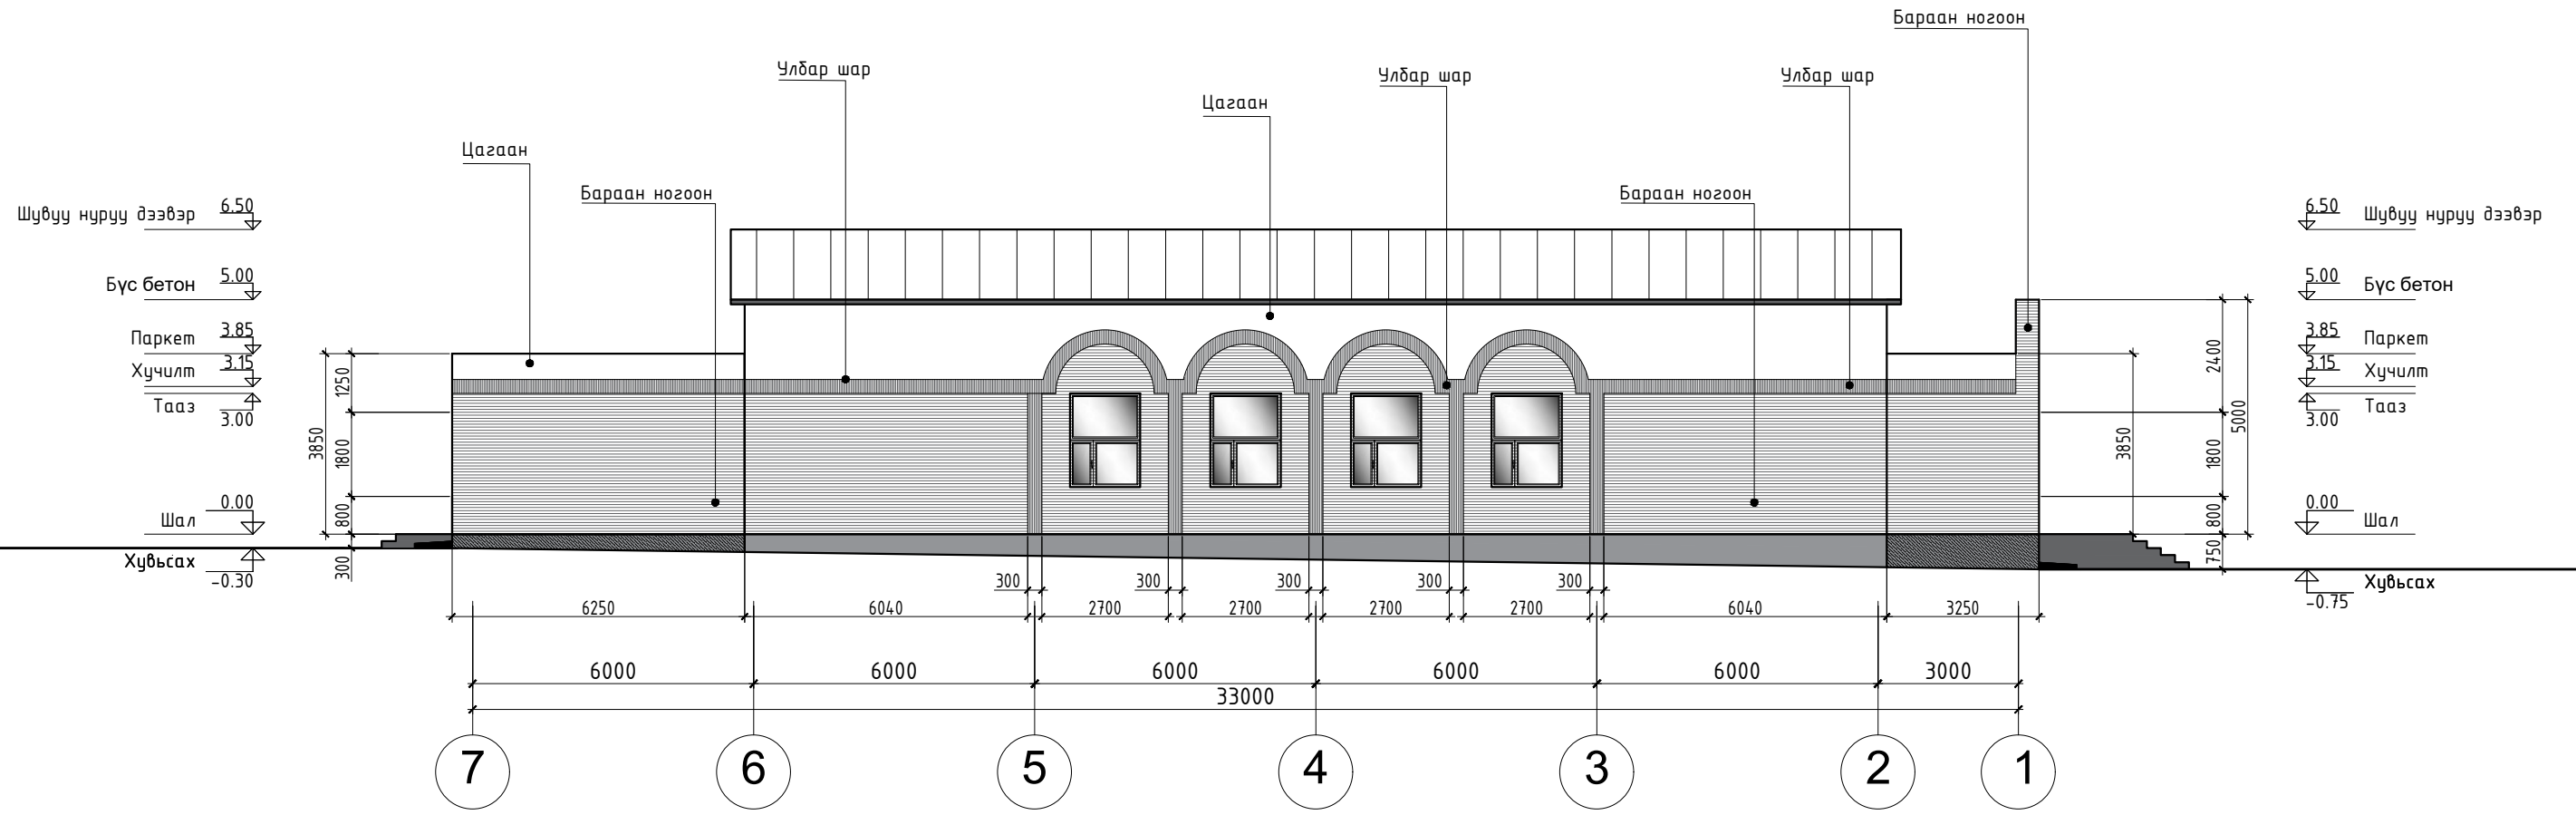 Бараан ногоон
Улбар шар
Улбар шар
Улбар шар
Цагаан
Цагаан
Бараан ногоон
Бараан ногоон
Шувуу нуруу дээвэр 6.50
6.50 Шувуу нуруу дээвэр
Бүс бетон 5.00
5.00 Бүс бетон
Паркет 3.85
3.85 Паркет
Хучилт 3.15
3.15 Хучилт
Тааз 3.00
3.00 Тааз
3850
1250
1800
800
300
2400
5000
3850
1800
800
750
Шал 0.00
0.00 Шал
Хувьсах -0.30
-0.75 Хувьсах
300 300 300 300 300
6250 6040 2700 2700 2700 2700 6040 3250
6000 6000 6000 6000 6000 3000
33000
7 6 5 4 3 2 1